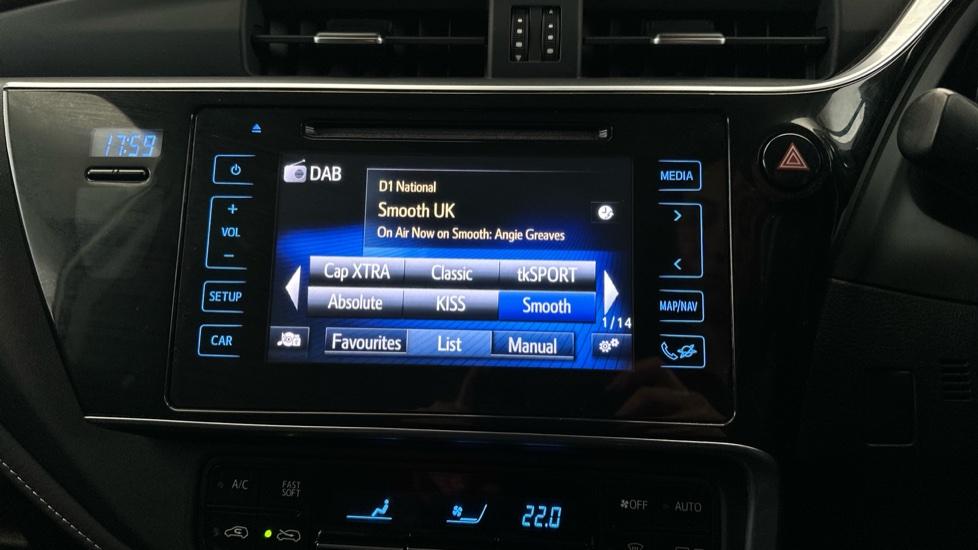 17:59
DAB
D1 National
Smooth UK
On Air Now on Smooth: Angie Greaves
Cap XTRA Classic tkSPORT
Absolute KISS Smooth
1/14
Favourites List Manual
+
VOL
-
SETUP
CAR
MEDIA
>
<
MAP/NAV
A/C
FAST
SOFT
22.0
OFF
AUTO